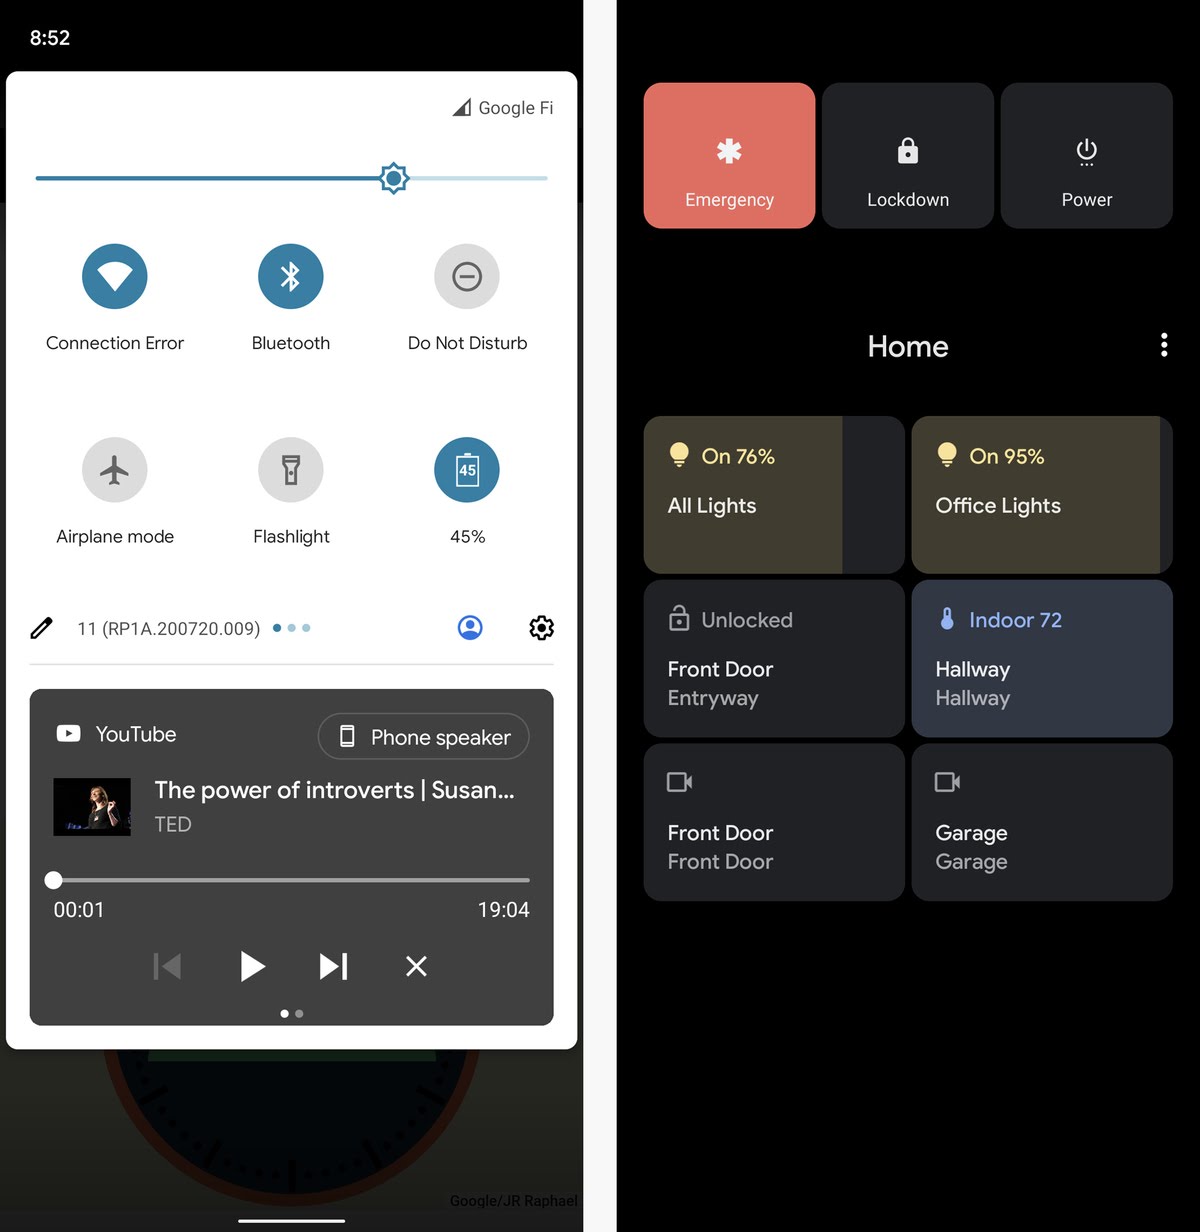 8:52
Google Fi
Connection Error
Bluetooth
Do Not Disturb
Airplane mode
Flashlight
45
45%
11 (RP1A.200720.009)
YouTube
Phone speaker
The power of introverts | Susan...
TED
00:01
19:04
Google/JR Raphael
Emergency
Lockdown
Power
Home
On 76%
All Lights
On 95%
Office Lights
Unlocked
Front Door
Entryway
Indoor 72
Hallway
Hallway
Front Door
Front Door
Garage
Garage